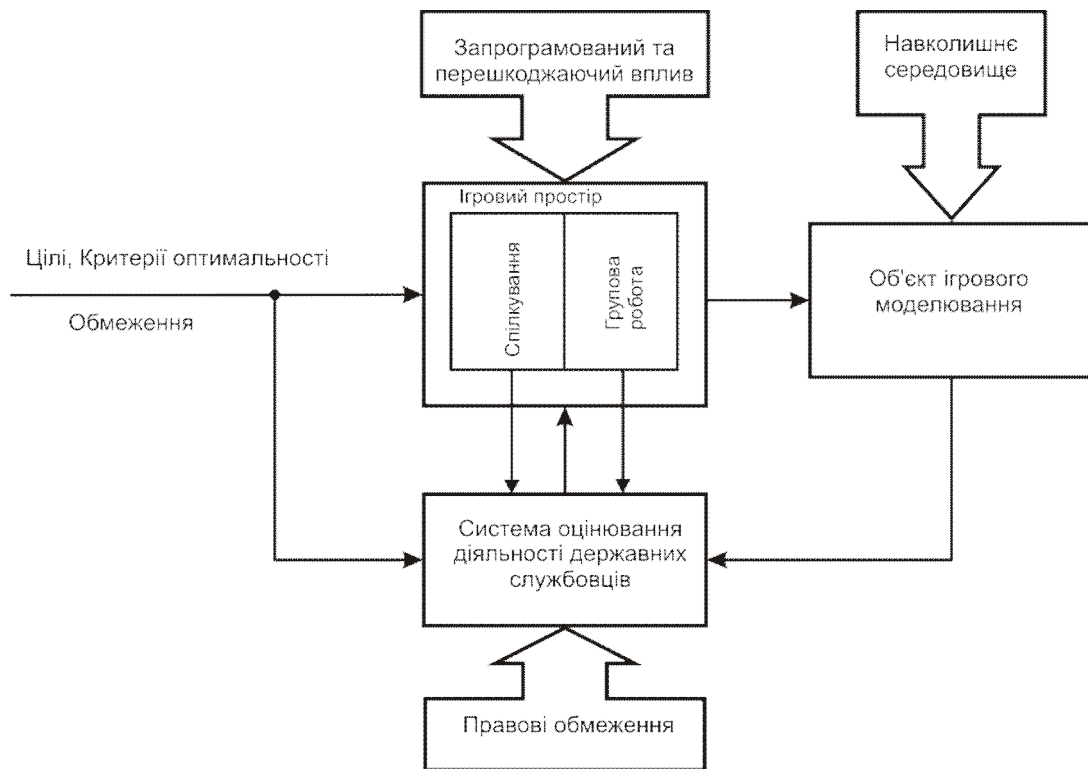 Запрограмований та
перешкоджаючий вплив
Навколишнє
середовище
Ігровий простір
Спілкування
Групова
робота
Цілі, Критерії оптимальності
Обмеження
Об'єкт ігрового
моделювання
Система оцінювання
діяльності державних
службовців
Правові обмеження